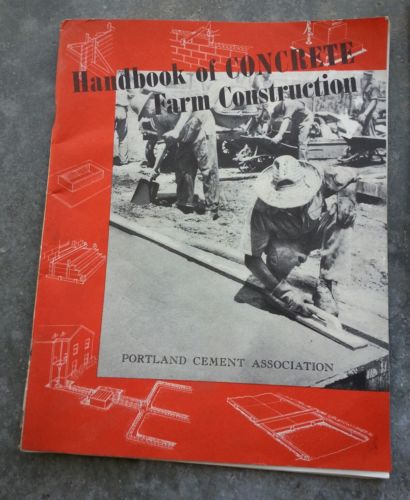 Handbook of CONCRETE
Farm Construction
PORTLAND CEMENT ASSOCIATION